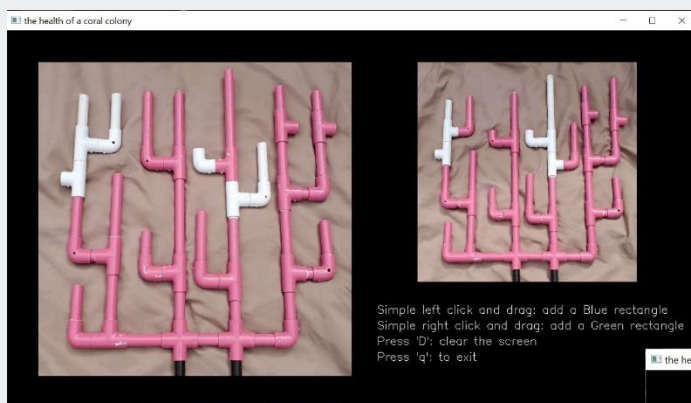 the health of a coral colony
Simple left click and drag: add a Blue rectangle
Simple right click and drag: add a Green rectangle
Press 'D': clear the screen
Press 'q': to exit
the he